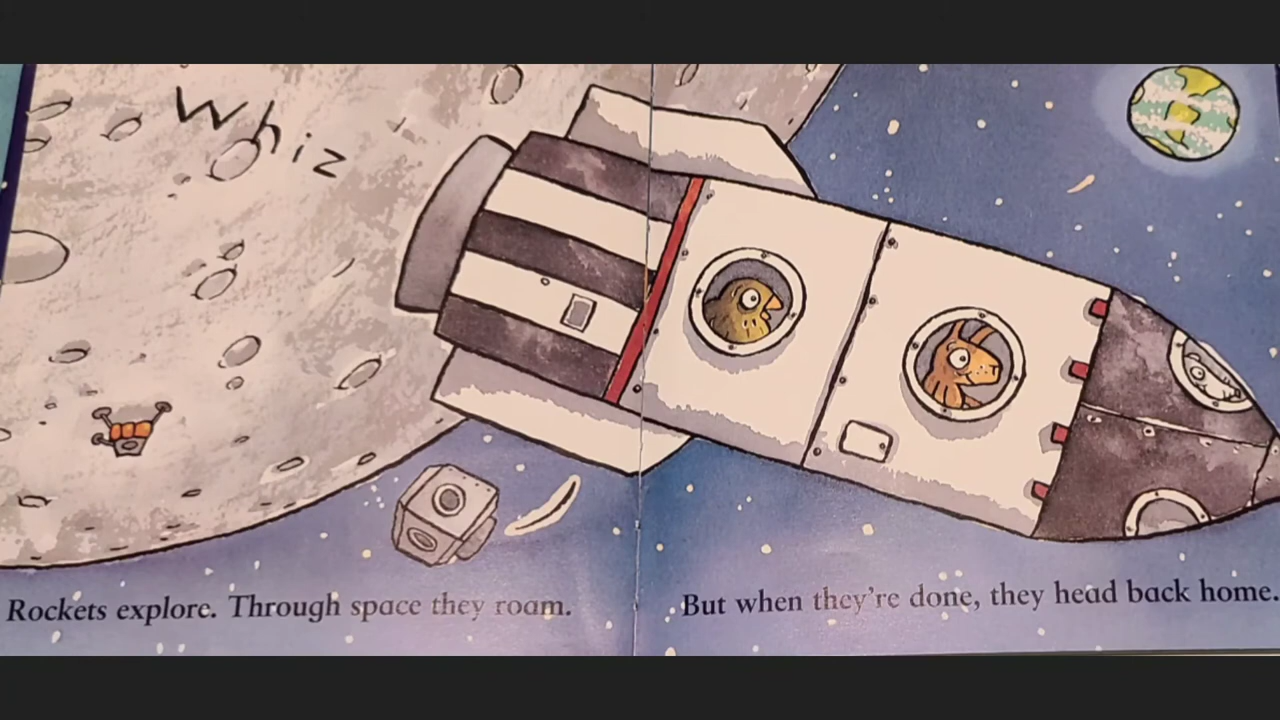 Whiz
Rockets explore. Through space they roam.
But when they're done, they head back home.